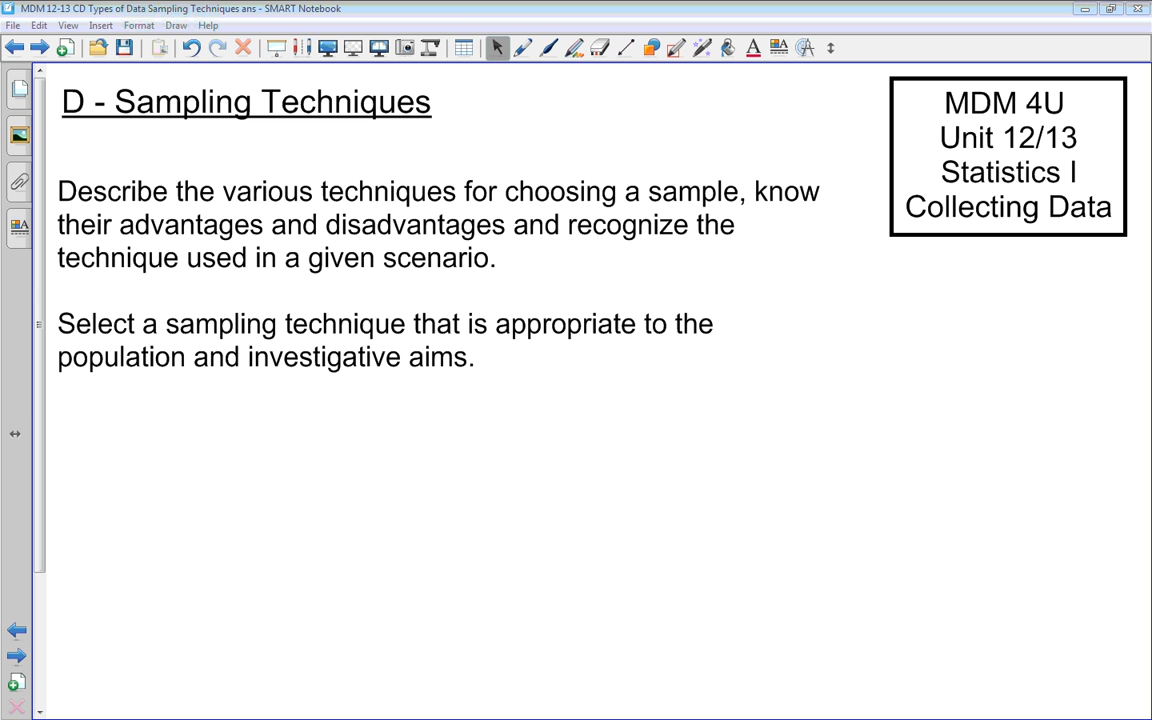 MDM 12-13 CD Types of Data Sampling Techniques ans - SMART Notebook
File Edit View Insert Format Draw Help
D - Sampling Techniques
MDM 4U
Unit 12/13
Statistics I
Collecting Data
Describe the various techniques for choosing a sample, know
their advantages and disadvantages and recognize the
technique used in a given scenario.
Select a sampling technique that is appropriate to the
population and investigative aims.